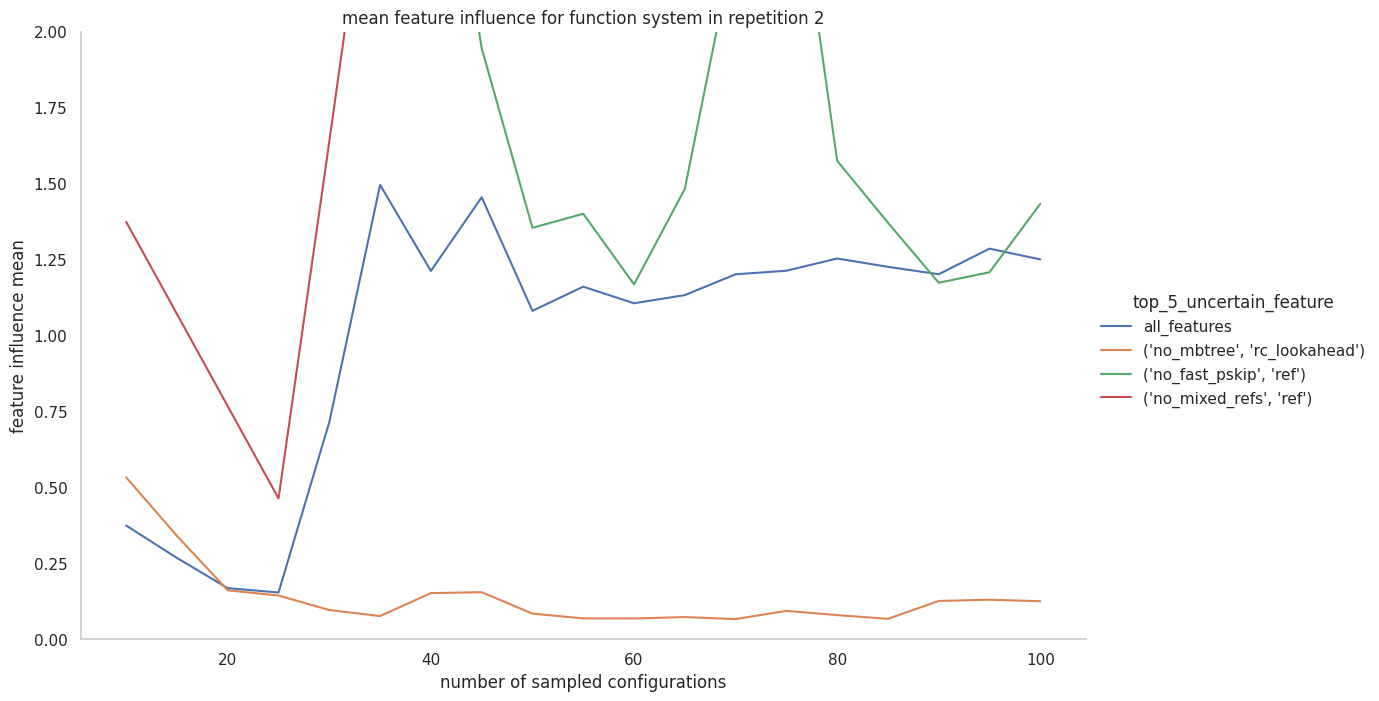 mean feature influence for function system in repetition 2
2.00
1.75
1.50
1.25
1.00
0.75
0.50
0.25
0.00
feature influence mean
20
40
60
80
100
number of sampled configurations
top_5_uncertain_feature
all_features
('no_mbtree', 'rc_lookahead')
('no_fast_pskip', 'ref')
('no_mixed_refs', 'ref')